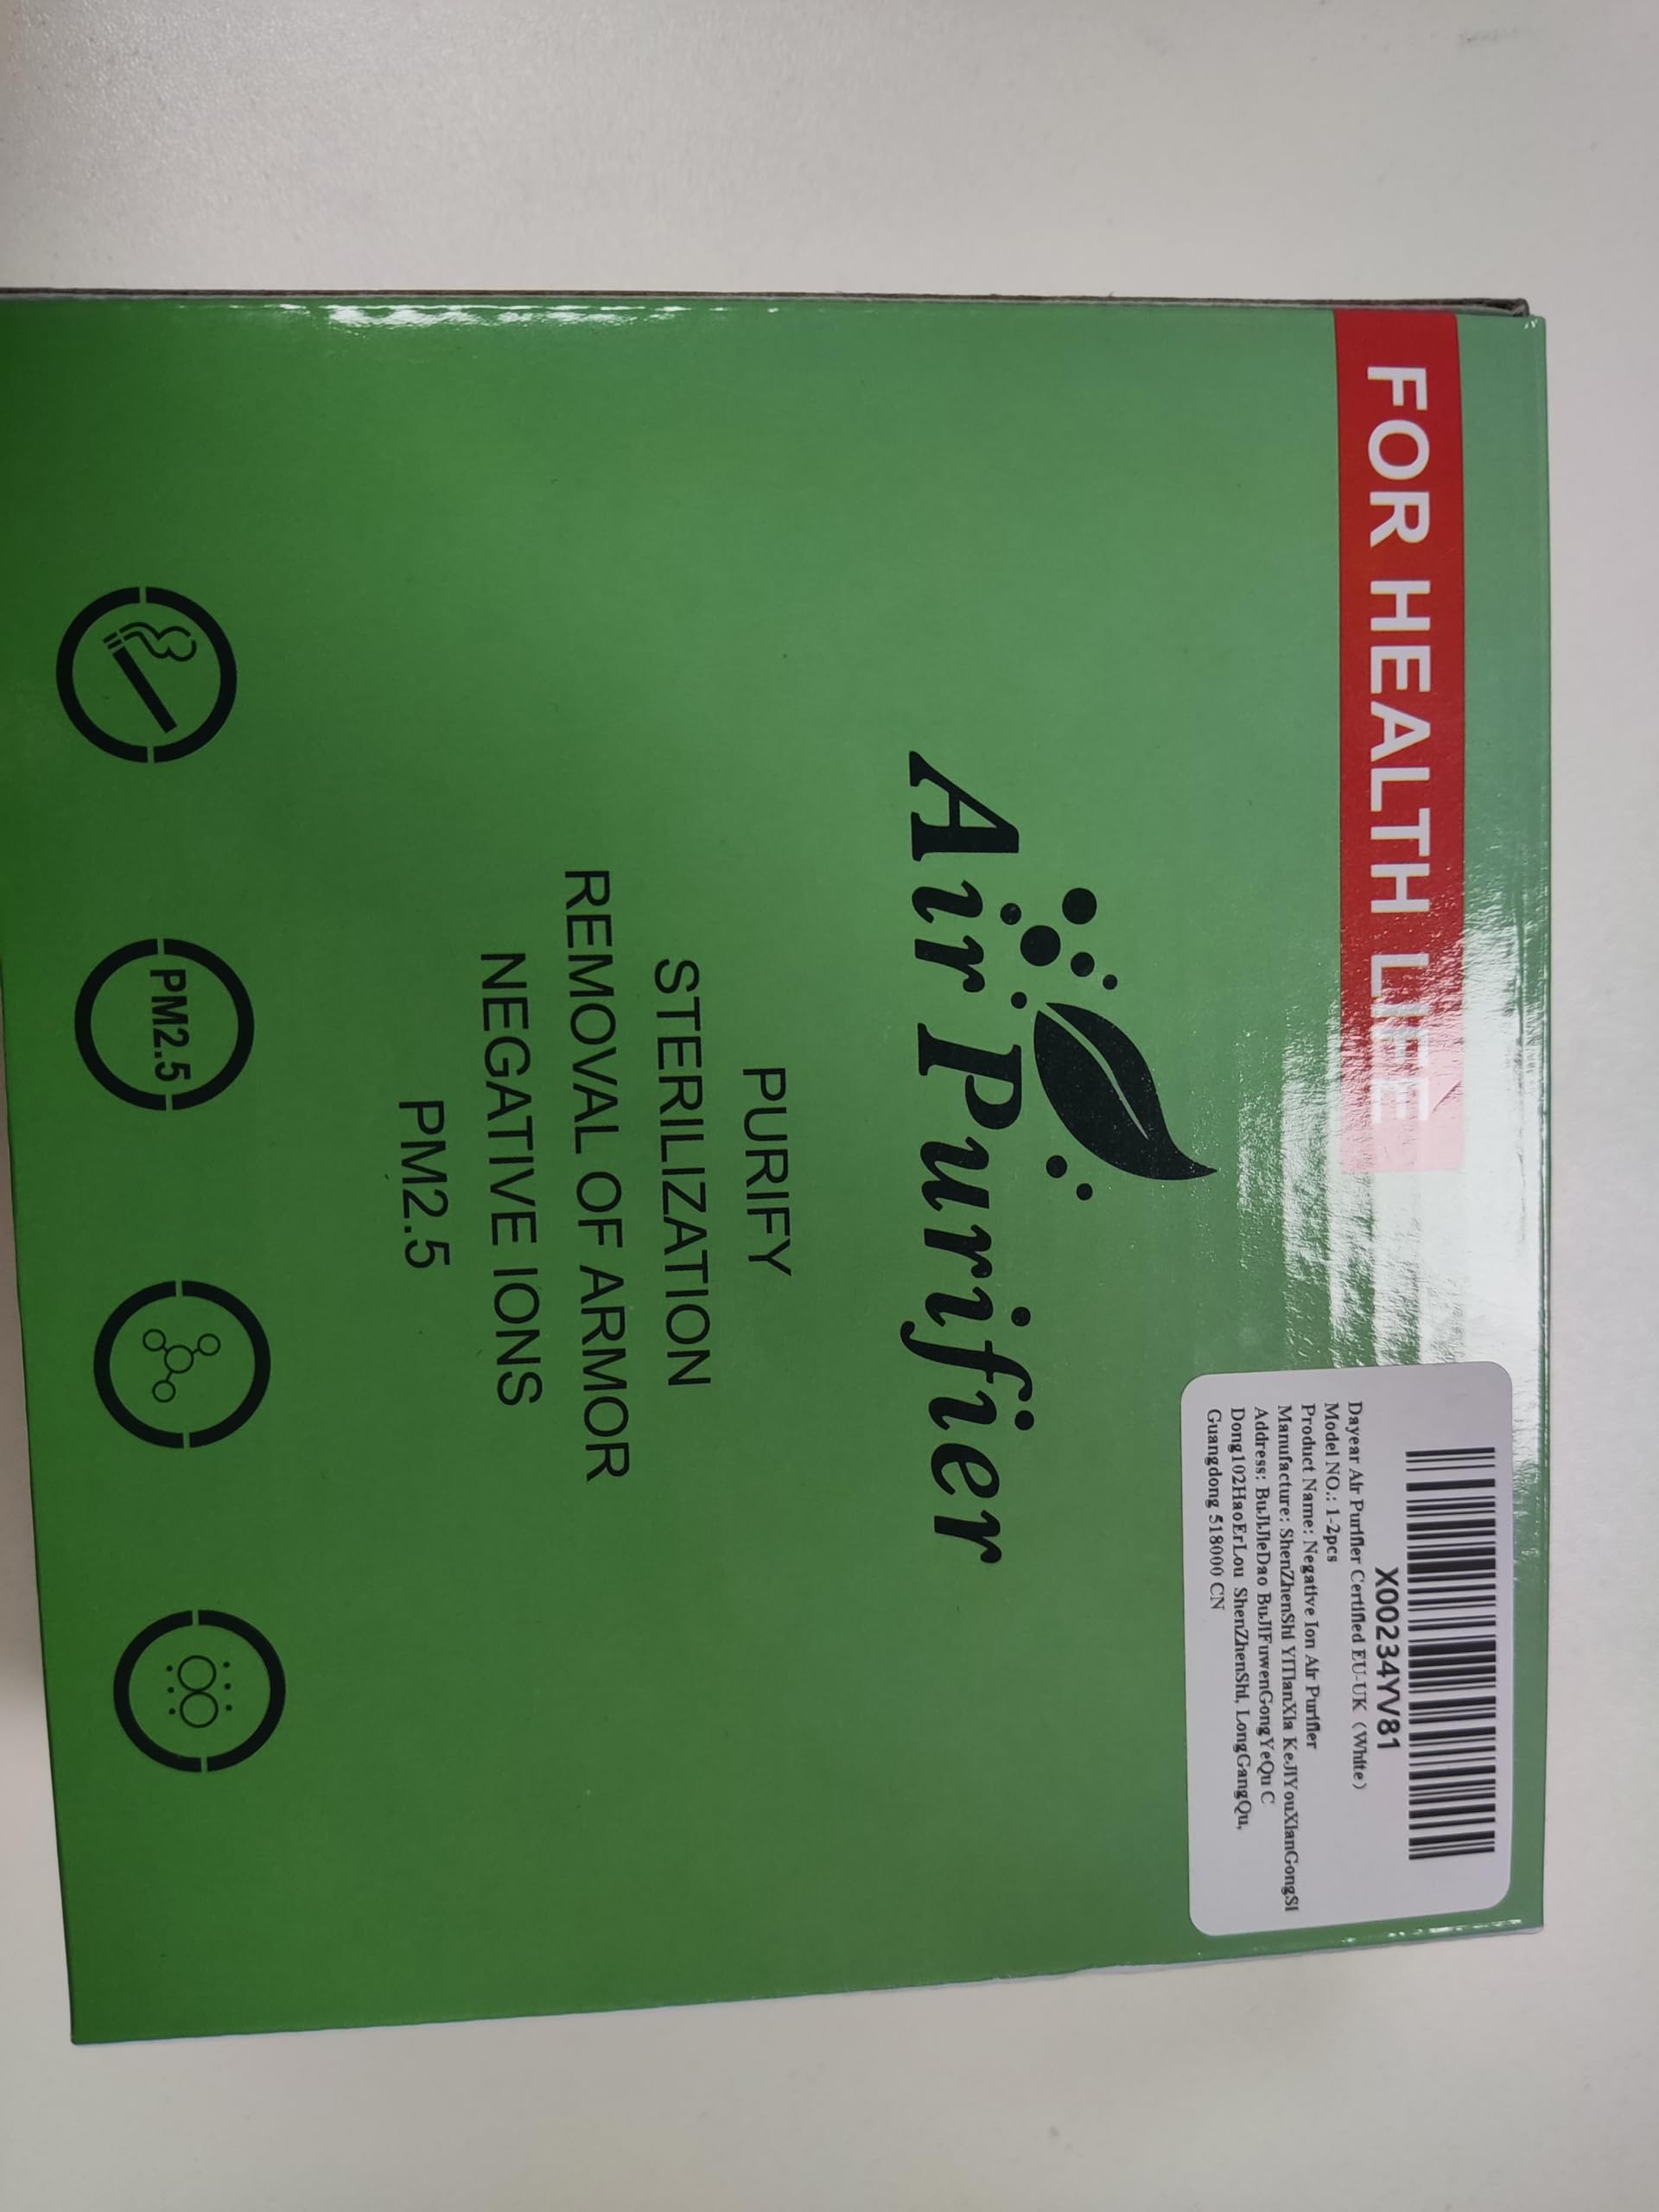 FOR HEALTH LIFE
X00234YV81
Dayear Air Purifier Certified EU-UK (White)
Model NO.: 1-2pcs
Product Name: Negative Ion Air Purifier
Manufacture: ShenZhenShi YiTianXia KeJiYouXianGongSi
Address: BuJiJieDao BuJiFuwenGongYeQu C
Dong102HaoErLou ShenZhenShi, LongGangQu,
Guangdong 518000 CN
Air Purifier
PURIFY
STERILIZATION
REMOVAL OF ARMOR
NEGATIVE IONS
PM2.5
PM2.5